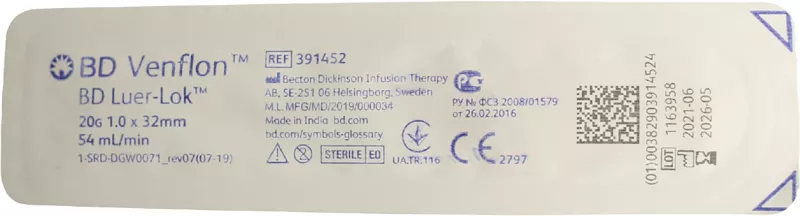 BD Venflon™
BD Luer-Lok™
20G 1.0 x 32mm
54 mL/min
1-SRD-DGW0071_rev07(07-19)
REF 391452
Becton Dickinson Infusion Therapy
AB, SE-251 06 Helsingborg, Sweden
M.L. MFG/MD/2019/000034
Made in India bd.com
bd.com/symbols-glossary
STERILE EO
UA.TR.116
РУ № ФСЗ 2008/01579
от 26.02.2016
CE 2797
(01)00382903914524
LOT 1163958
2021-06
2026-05